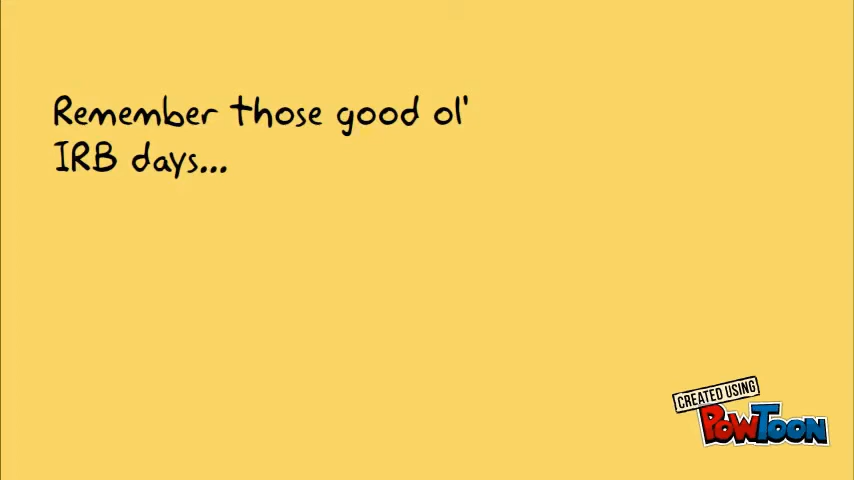 Remember those good ol'
IRB days...
CREATED USING
POWTOON